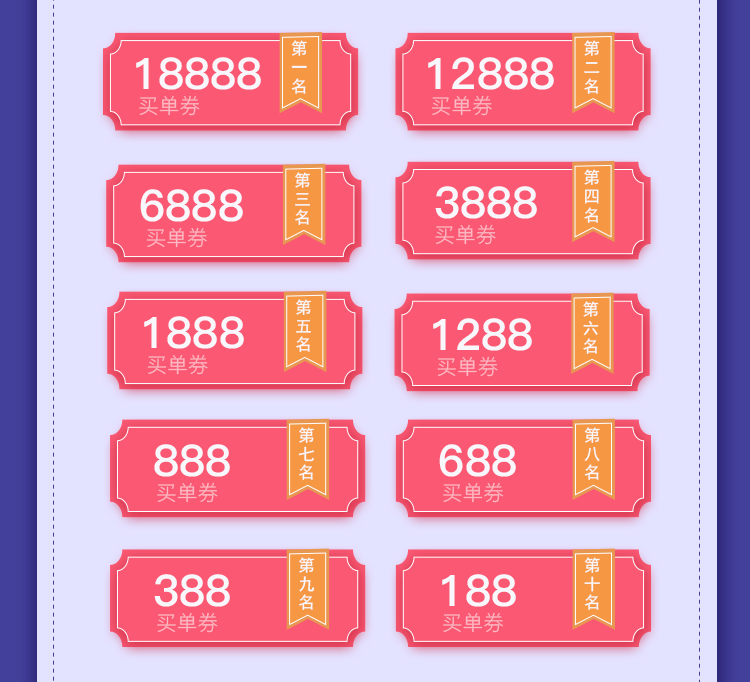 18888
买单券
第一名
12888
买单券
第二名
6888
买单券
第三名
3888
买单券
第四名
1888
买单券
第五名
1288
买单券
第六名
888
买单券
第七名
688
买单券
第八名
388
买单券
第九名
188
买单券
第十名